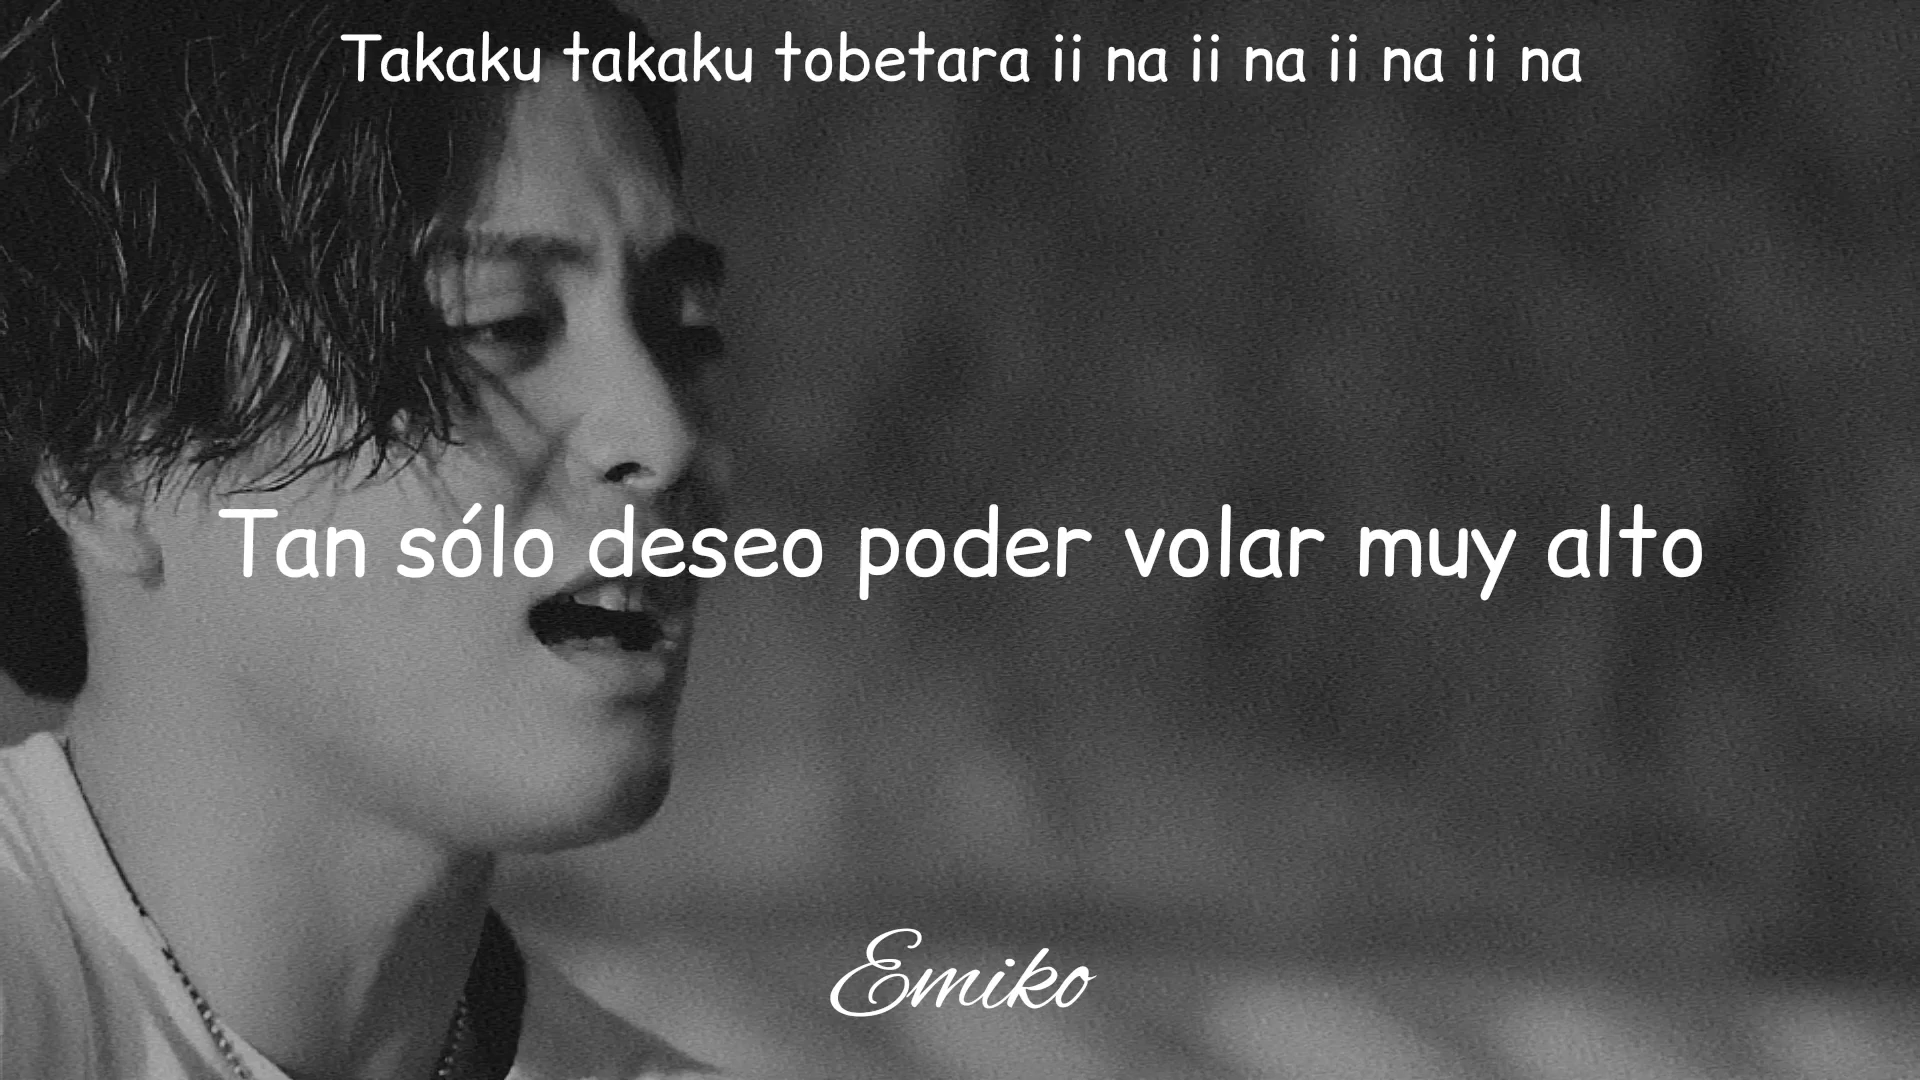 Takaku takaku tobetara ii na ii na ii na ii na
Tan sólo deseo poder volar muy alto
Emiko